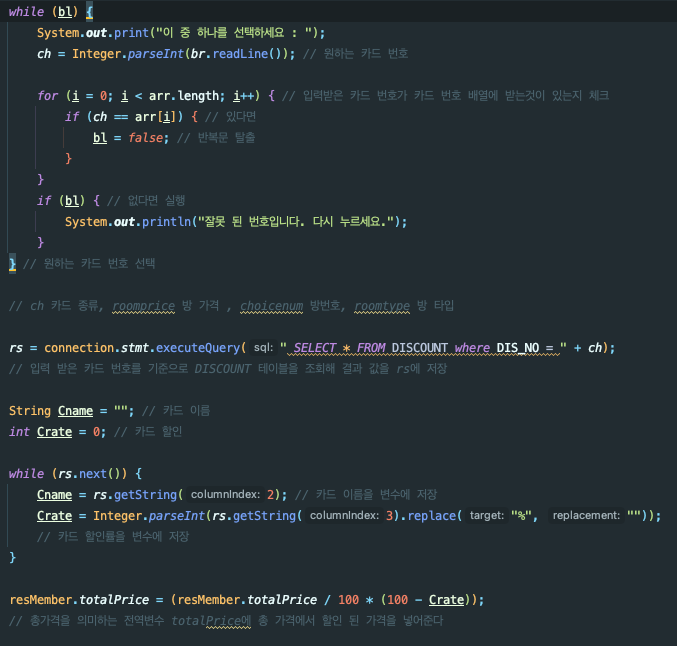 while (bl) {
System.out.print("이 중 하나를 선택하세요 : ");
ch = Integer.parseInt(br.readLine()); // 원하는 카드 번호
for (i = 0; i < arr.length; i++) { // 입력받은 카드 번호가 카드 번호 배열에 받는것이 있는지 체크
if (ch == arr[i]) { // 있다면
bl = false; // 반복문 탈출
}
}
if (bl) { // 없다면 실행
System.out.println("잘못 된 번호입니다. 다시 누르세요.");
}
} // 원하는 카드 번호 선택
// ch 카드 종류, roomprice 방 가격 , choicenum 방번호, roomtype 방 타입
rs = connection.stmt.executeQuery( sql: " SELECT * FROM DISCOUNT where DIS_NO = " + ch);
// 입력 받은 카드 번호를 기준으로 DISCOUNT 테이블을 조회해 결과 값을 rs에 저장
String Cname = ""; // 카드 이름
int Crate = 0; // 카드 할인
while (rs.next()) {
Cname = rs.getString( columnIndex: 2); // 카드 이름을 변수에 저장
Crate = Integer.parseInt(rs.getString( columnIndex: 3).replace( target: "%", replacement: ""));
// 카드 할인률을 변수에 저장
}
resMember.totalPrice = (resMember.totalPrice / 100 * (100 - Crate));
// 총가격을 의미하는 전역변수 totalPrice에 총 가격에서 할인 된 가격을 넣어준다